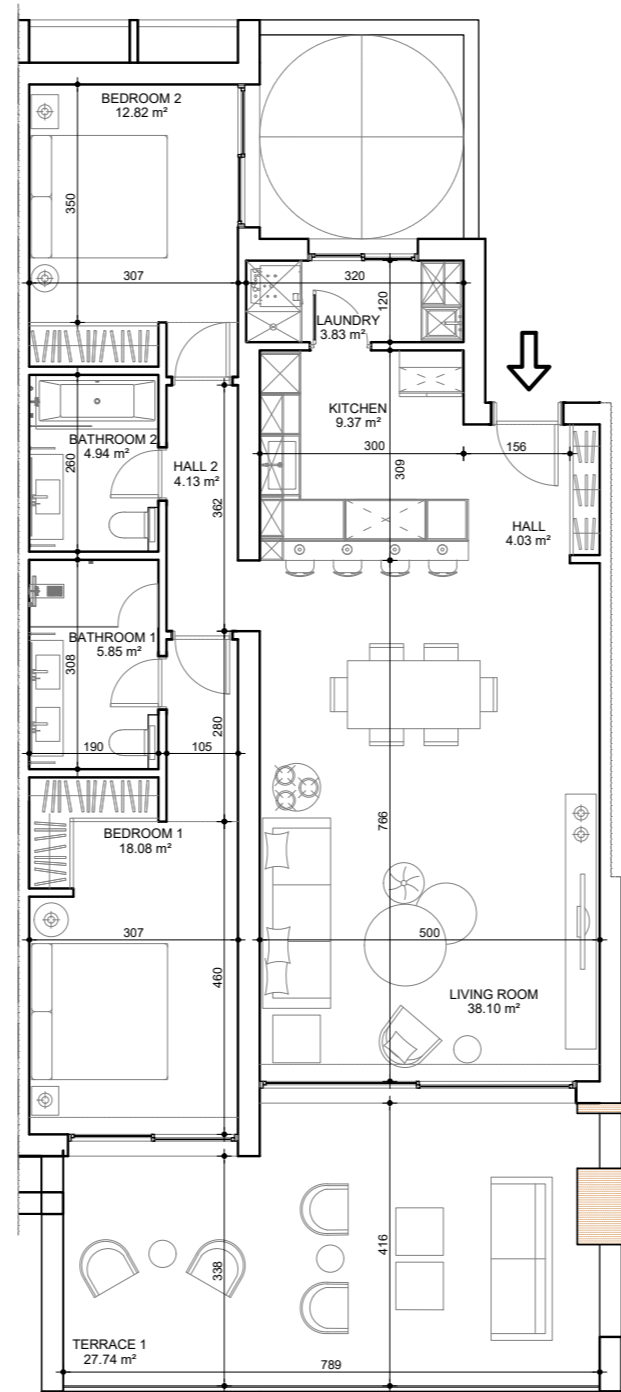 BEDROOM 2
12.82 m²
350
307
320
120
LAUNDRY
3.83 m²
KITCHEN
9.37 m²
300
309
156
HALL
4.03 m²
BATHROOM 2
4.94 m²
260
HALL 2
4.13 m²
362
BATHROOM 1
5.85 m²
308
190
105
280
BEDROOM 1
18.08 m²
307
460
766
500
LIVING ROOM
38.10 m²
338
416
TERRACE 1
27.74 m²
789